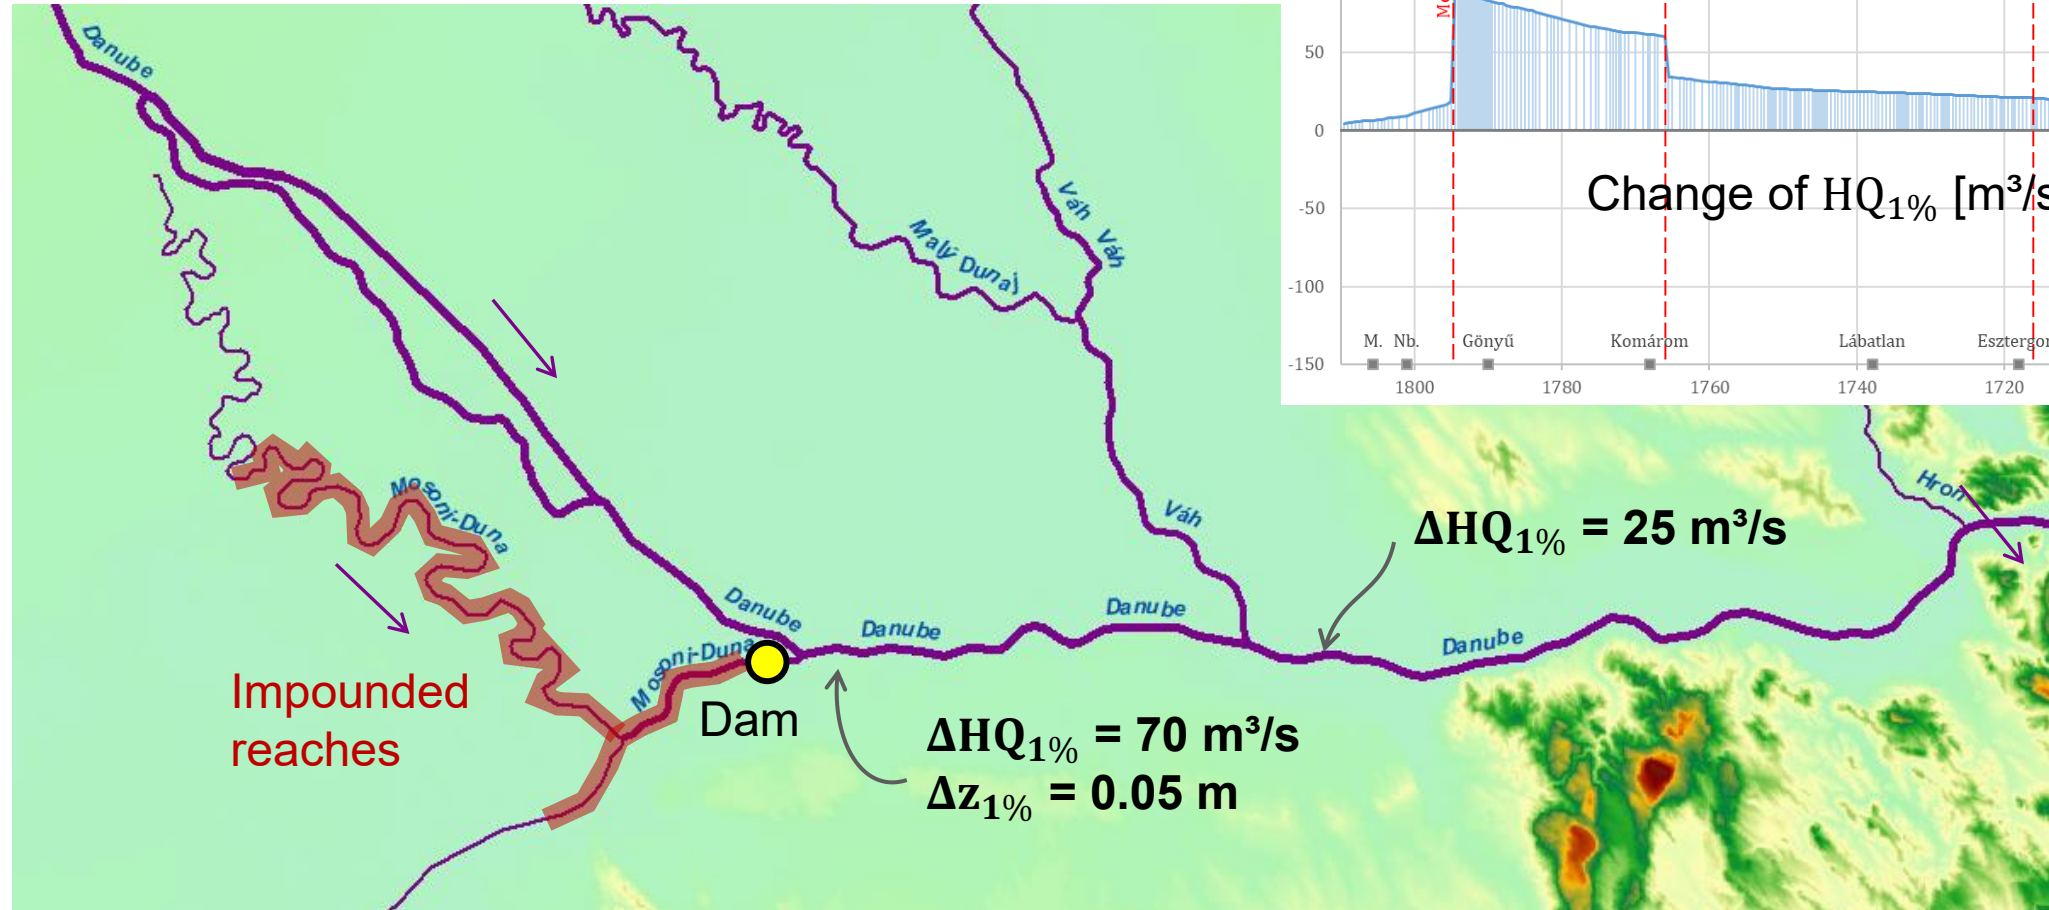 Danube
Malý Dunaj
Váh
Váh
Mosoni-Duna
Danube
Mosoni-Duna
Danube
Danube
Váh
Danube
Hron
Impounded
reaches
Dam
ΔHQ1% = 70 m³/s
Δz1% = 0.05 m
ΔHQ1% = 25 m³/s
50
0
-50
-100
-150
Change of HQ1% [m³/s
M. Nb. Gönyű Komárom Lábatlan Esztergo
1800 1780 1760 1740 1720